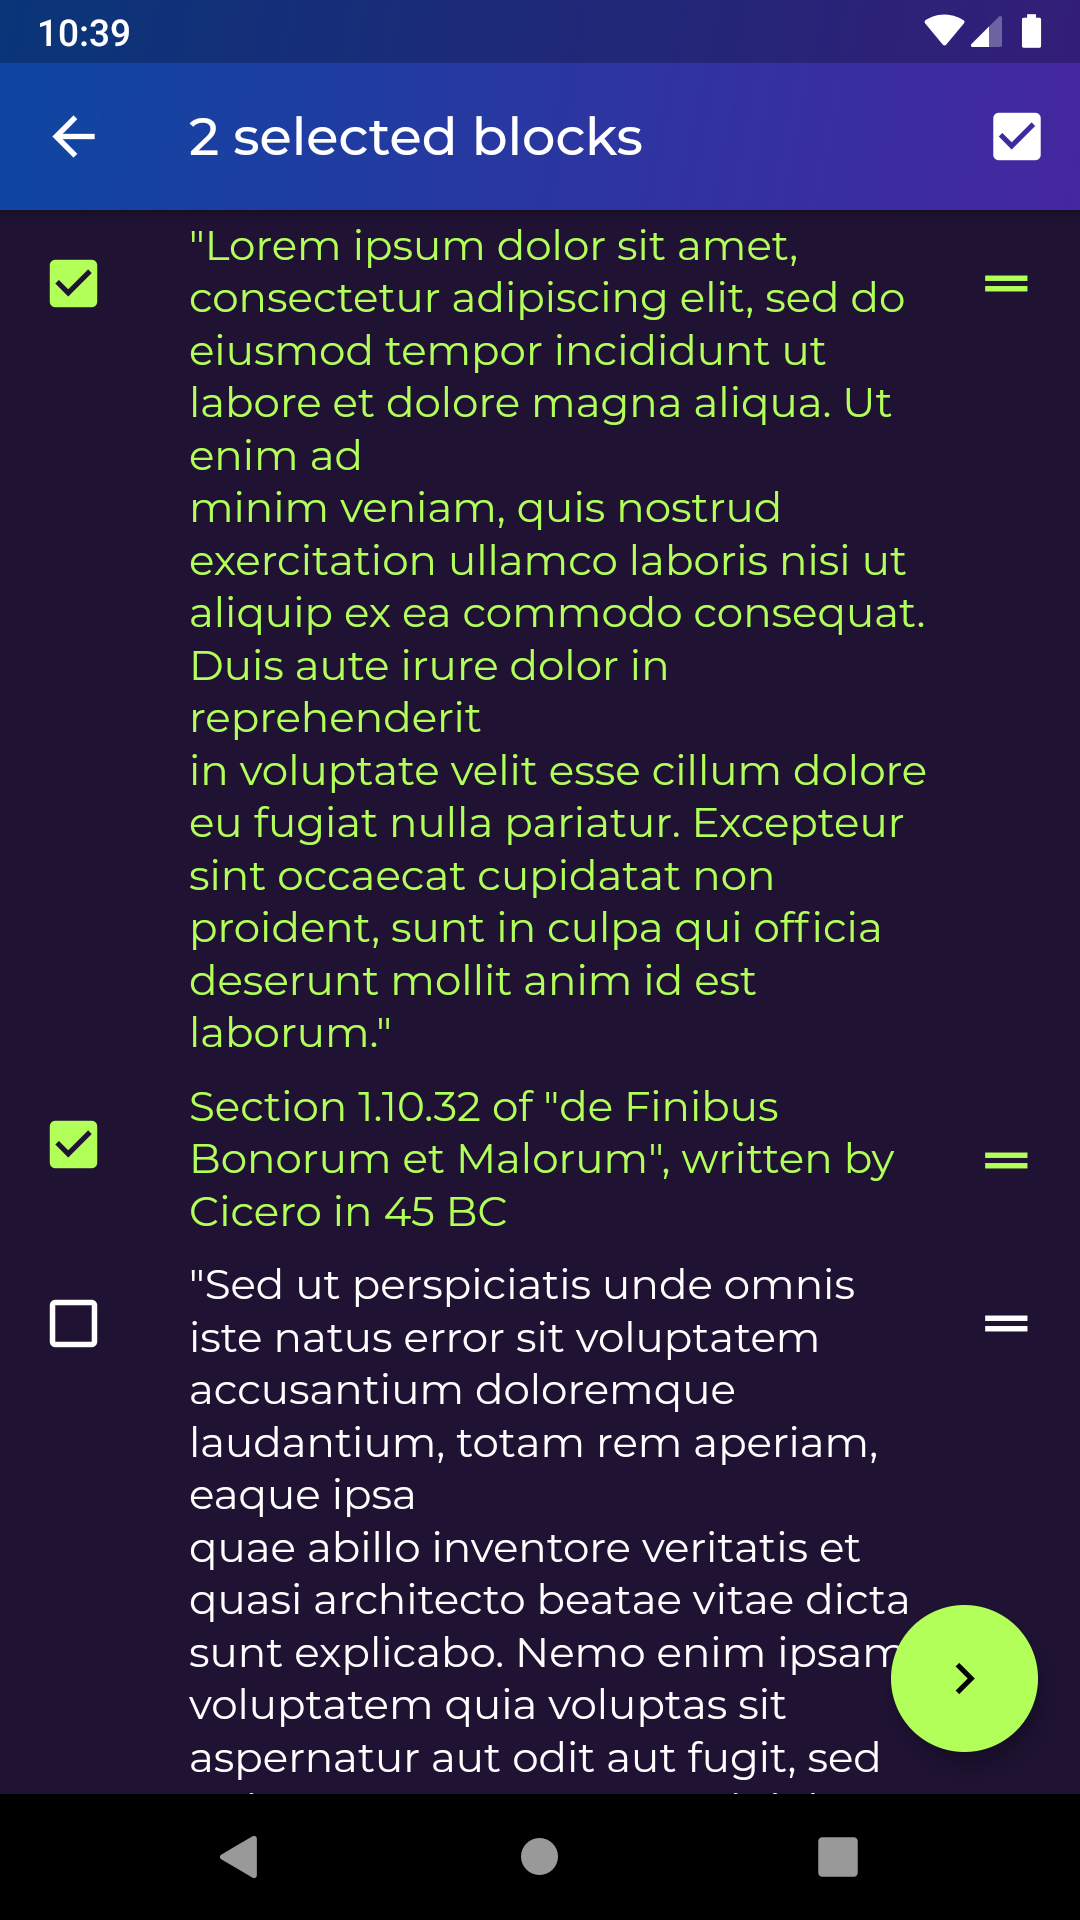 10:39
2 selected blocks
"Lorem ipsum dolor sit amet,
consectetur adipiscing elit, sed do
eiusmod tempor incididunt ut
labore et dolore magna aliqua. Ut
enim ad
minim veniam, quis nostrud
exercitation ullamco laboris nisi ut
aliquip ex ea commodo consequat.
Duis aute irure dolor in
reprehenderit
in voluptate velit esse cillum dolore
eu fugiat nulla pariatur. Excepteur
sint occaecat cupidatat non
proident, sunt in culpa qui officia
deserunt mollit anim id est
laborum."
Section 1.10.32 of "de Finibus
Bonorum et Malorum", written by
Cicero in 45 BC
"Sed ut perspiciatis unde omnis
iste natus error sit voluptatem
accusantium doloremque
laudantium, totam rem aperiam,
eaque ipsa
quae abillo inventore veritatis et
quasi architecto beatae vitae dicta
sunt explicabo. Nemo enim ipsam
voluptatem quia voluptas sit
aspernatur aut odit aut fugit, sed